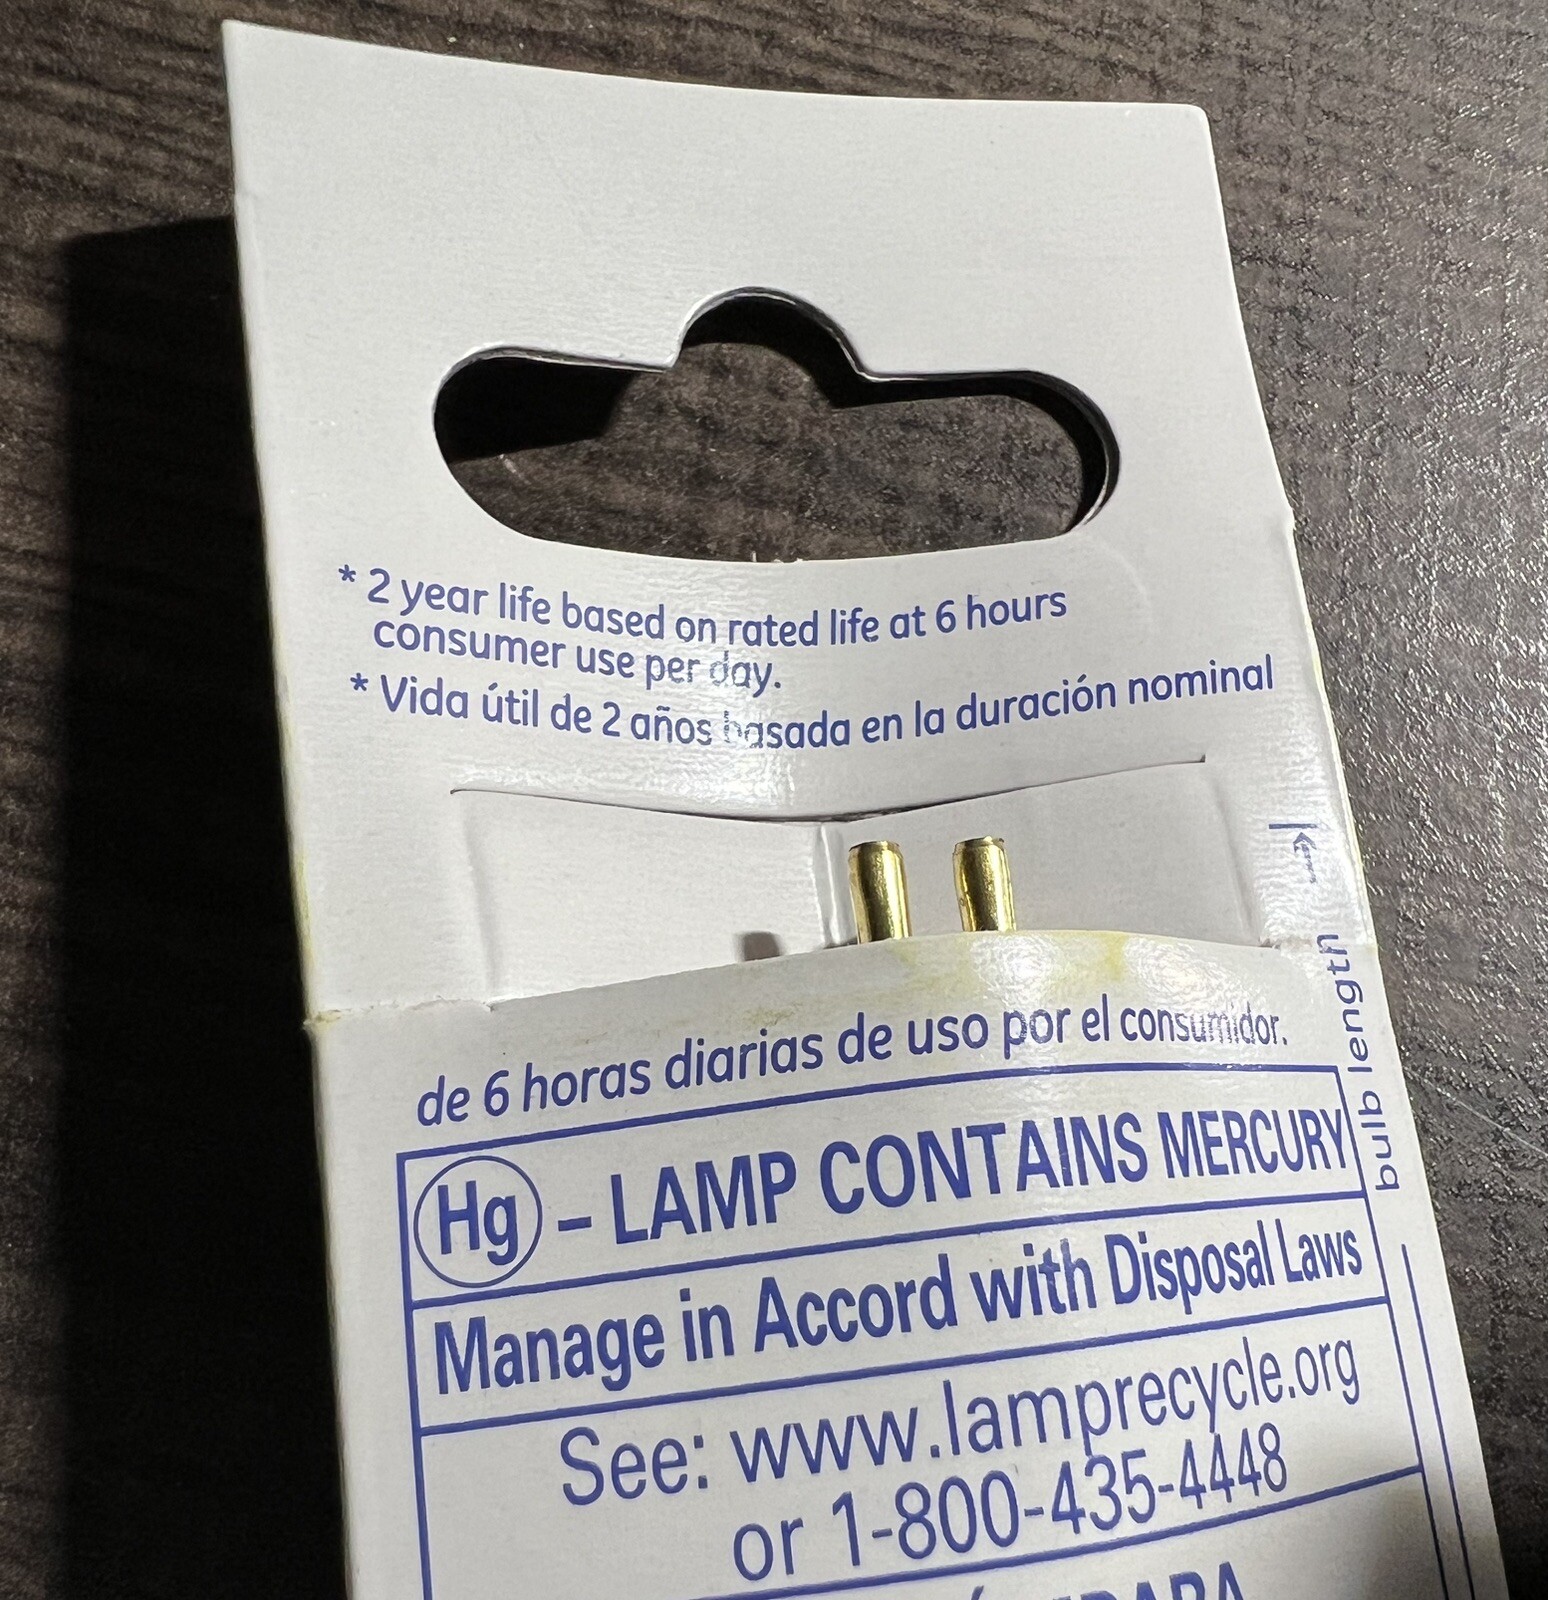 * 2 year life based on rated life at 6 hours
consumer use per day.
* Vida útil de 2 años basada en la duración nominal
de 6 horas diarias de uso por el consumidor.
bulb length
Hg – LAMP CONTAINS MERCURY
Manage in Accord with Disposal Laws
See: www.lamprecycle.org
or 1-800-435-4448